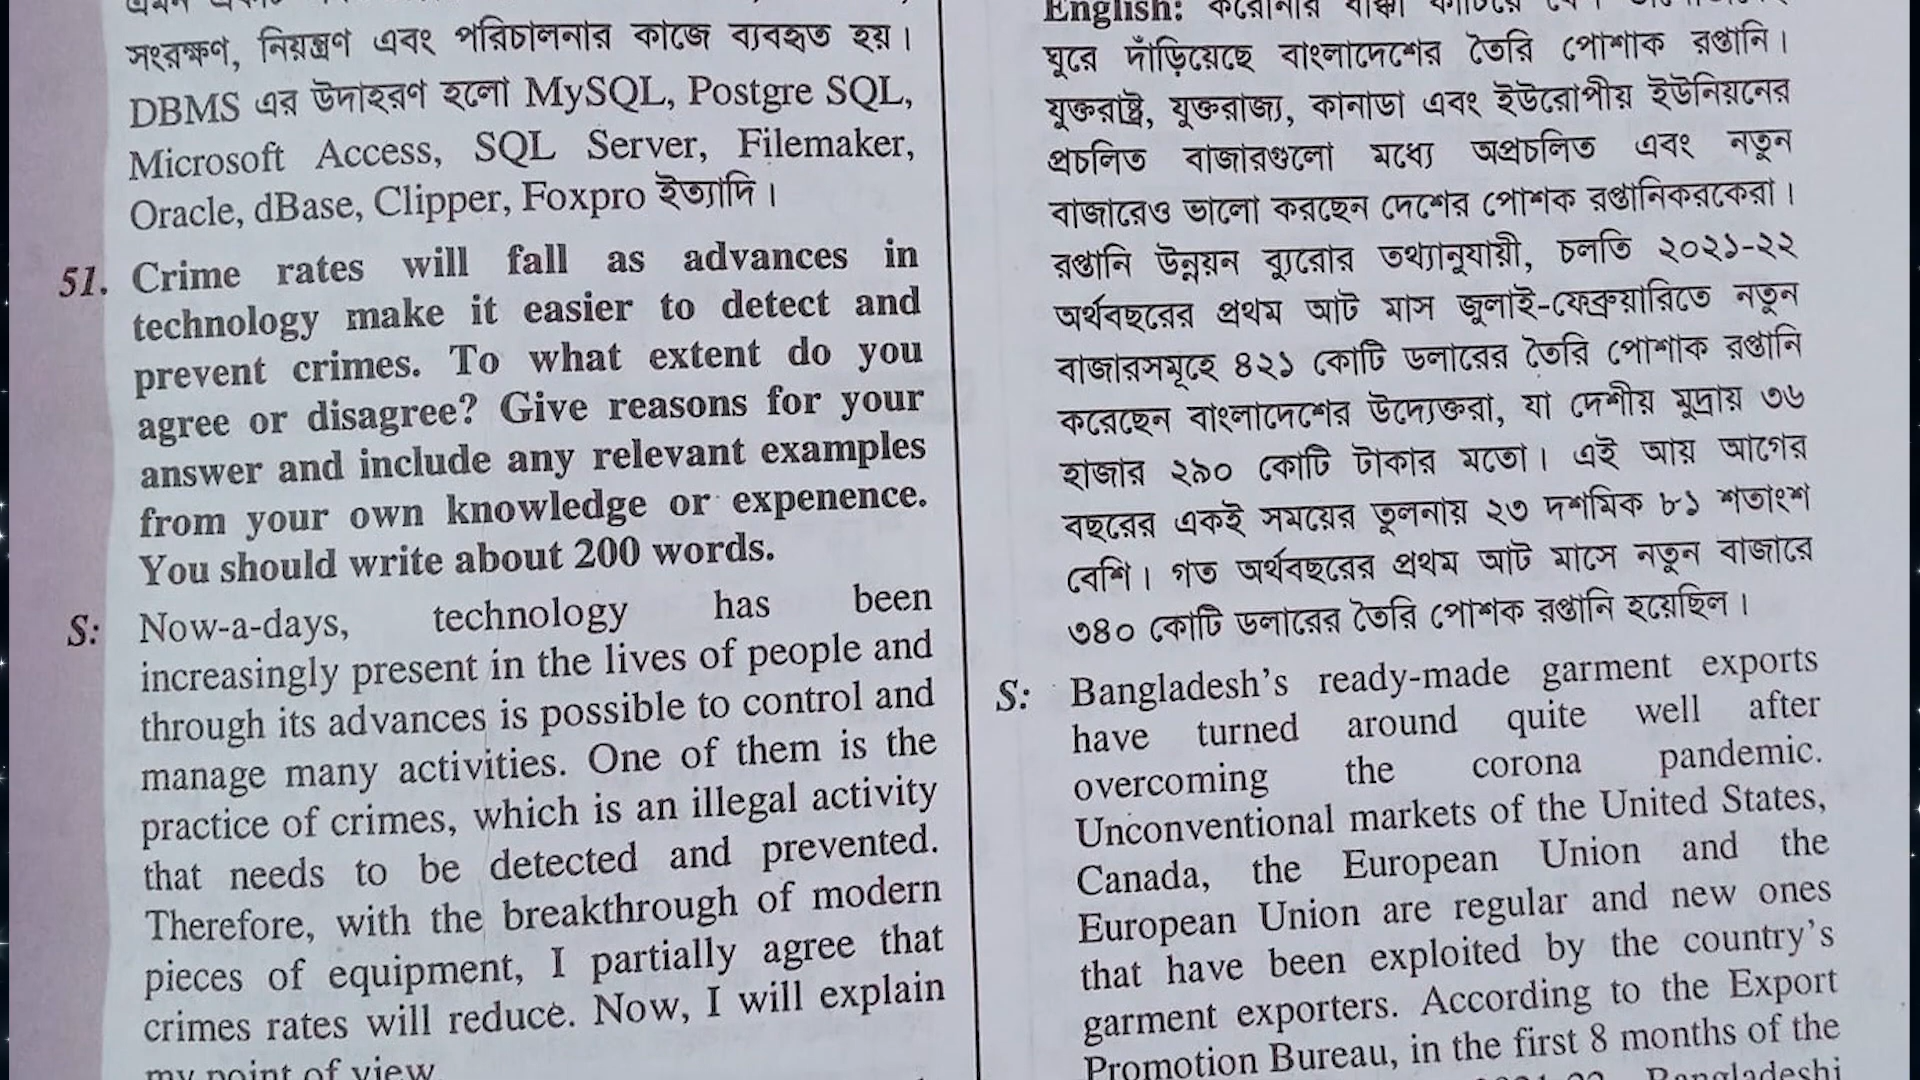 সংরক্ষণ, নিয়ন্ত্রণ এবং পরিচালনার কাজে ব্যবহৃত হয়।
DBMS এর উদাহরণ হলো MySQL, Postgre SQL,
Microsoft Access, SQL Server, Filemaker,
Oracle, dBase, Clipper, Foxpro ইত্যাদি।
51. Crime rates will fall as advances in
technology make it easier to detect and
prevent crimes. To what extent do you
agree or disagree? Give reasons for your
answer and include any relevant examples
from your own knowledge or expenence.
You should write about 200 words.
S: Now-a-days, technology has been
increasingly present in the lives of people and
through its advances is possible to control and
manage many activities. One of them is the
practice of crimes, which is an illegal activity
that needs to be detected and prevented.
Therefore, with the breakthrough of modern
pieces of equipment, I partially agree that
crimes rates will reduce. Now, I will explain
my point of view.
English: করোনার
ঘুরে দাঁড়িয়েছে বাংলাদেশের তৈরি পোশাক রপ্তানি।
যুক্তরাষ্ট্র, যুক্তরাজ্য, কানাডা এবং ইউরোপীয় ইউনিয়নের
প্রচলিত বাজারগুলো মধ্যে অপ্রচলিত এবং নতুন
বাজারেও ভালো করছেন দেশের পোশক রপ্তানিকরকেরা।
রপ্তানি উন্নয়ন ব্যুরোর তথ্যানুযায়ী, চলতি ২০২১-২২
অর্থবছরের প্রথম আট মাস জুলাই-ফেব্রুয়ারিতে নতুন
বাজারসমূহে ৪২১ কোটি ডলারের তৈরি পোশাক রপ্তানি
করেছেন বাংলাদেশের উদ্যেক্তরা, যা দেশীয় মুদ্রায় ৩৬
হাজার ২৯০ কোটি টাকার মতো। এই আয় আগের
বছরের একই সময়ের তুলনায় ২৩ দশমিক ৮১ শতাংশ
বেশি। গত অর্থবছরের প্রথম আট মাসে নতুন বাজারে
৩৪০ কোটি ডলারের তৈরি পোশক রপ্তানি হয়েছিল।
S: Bangladesh's ready-made garment exports
have turned around quite well after
overcoming the corona pandemic.
Unconventional markets of the United States,
Canada, the European Union and the
European Union are regular and new ones
that have been exploited by the country's
garment exporters. According to the Export
Promotion Bureau, in the first 8 months of the
Bangladeshi